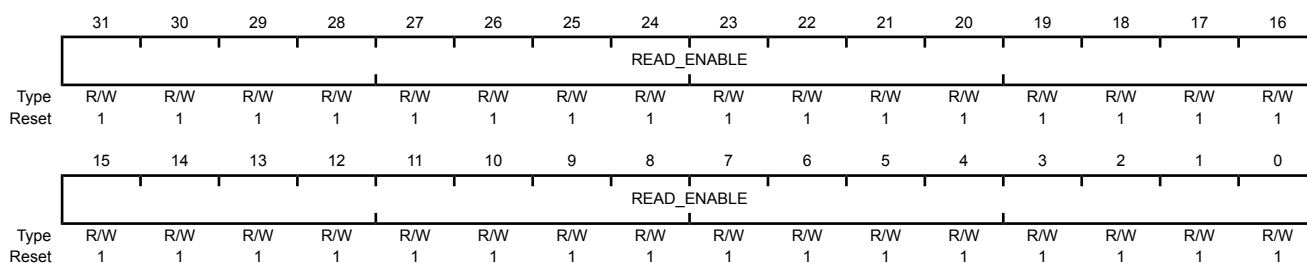 31 30 29 28 27 26 25 24 23 22 21 20 19 18 17 16
READ_ENABLE
Type R/W R/W R/W R/W R/W R/W R/W R/W R/W R/W R/W R/W R/W R/W R/W R/W
Reset 1 1 1 1 1 1 1 1 1 1 1 1 1 1 1 1
15 14 13 12 11 10 9 8 7 6 5 4 3 2 1 0
READ_ENABLE
Type R/W R/W R/W R/W R/W R/W R/W R/W R/W R/W R/W R/W R/W R/W R/W R/W
Reset 1 1 1 1 1 1 1 1 1 1 1 1 1 1 1 1